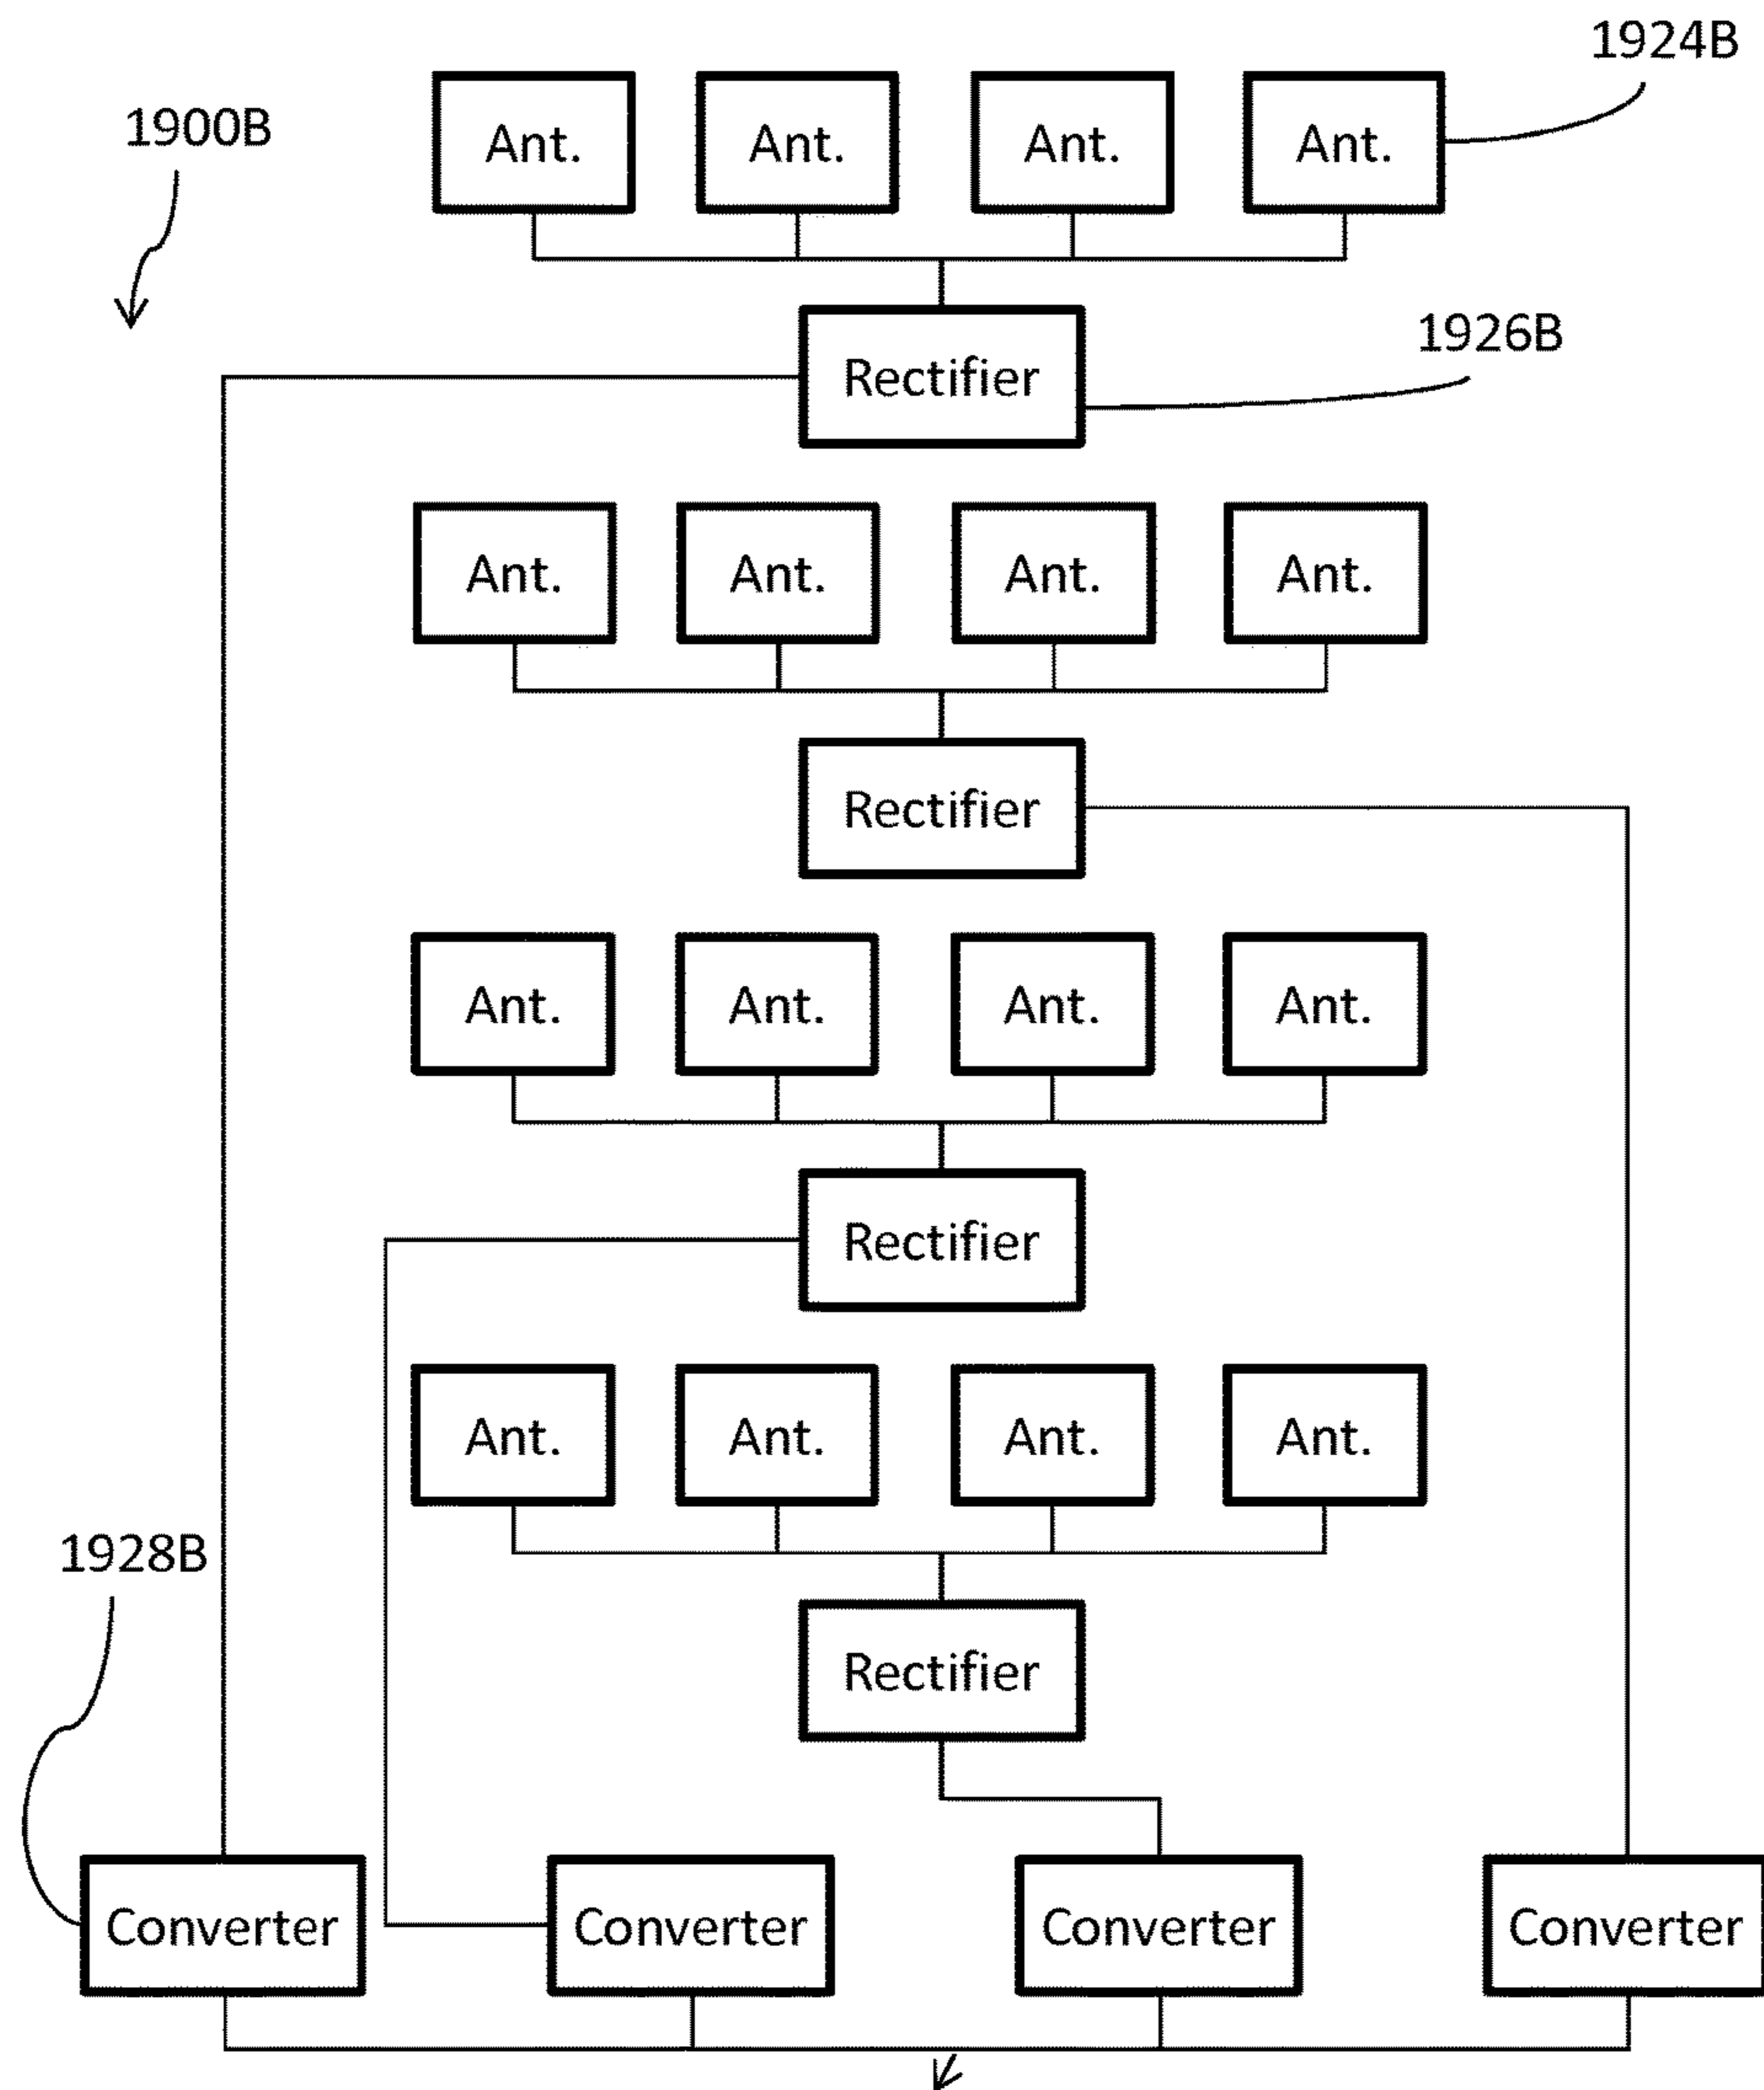 1924B
1900B
Ant. Ant. Ant. Ant.
1926B
Rectifier
Ant. Ant. Ant. Ant.
Rectifier
Ant. Ant. Ant. Ant.
Rectifier
Ant. Ant. Ant. Ant.
1928B
Rectifier
Converter Converter Converter Converter